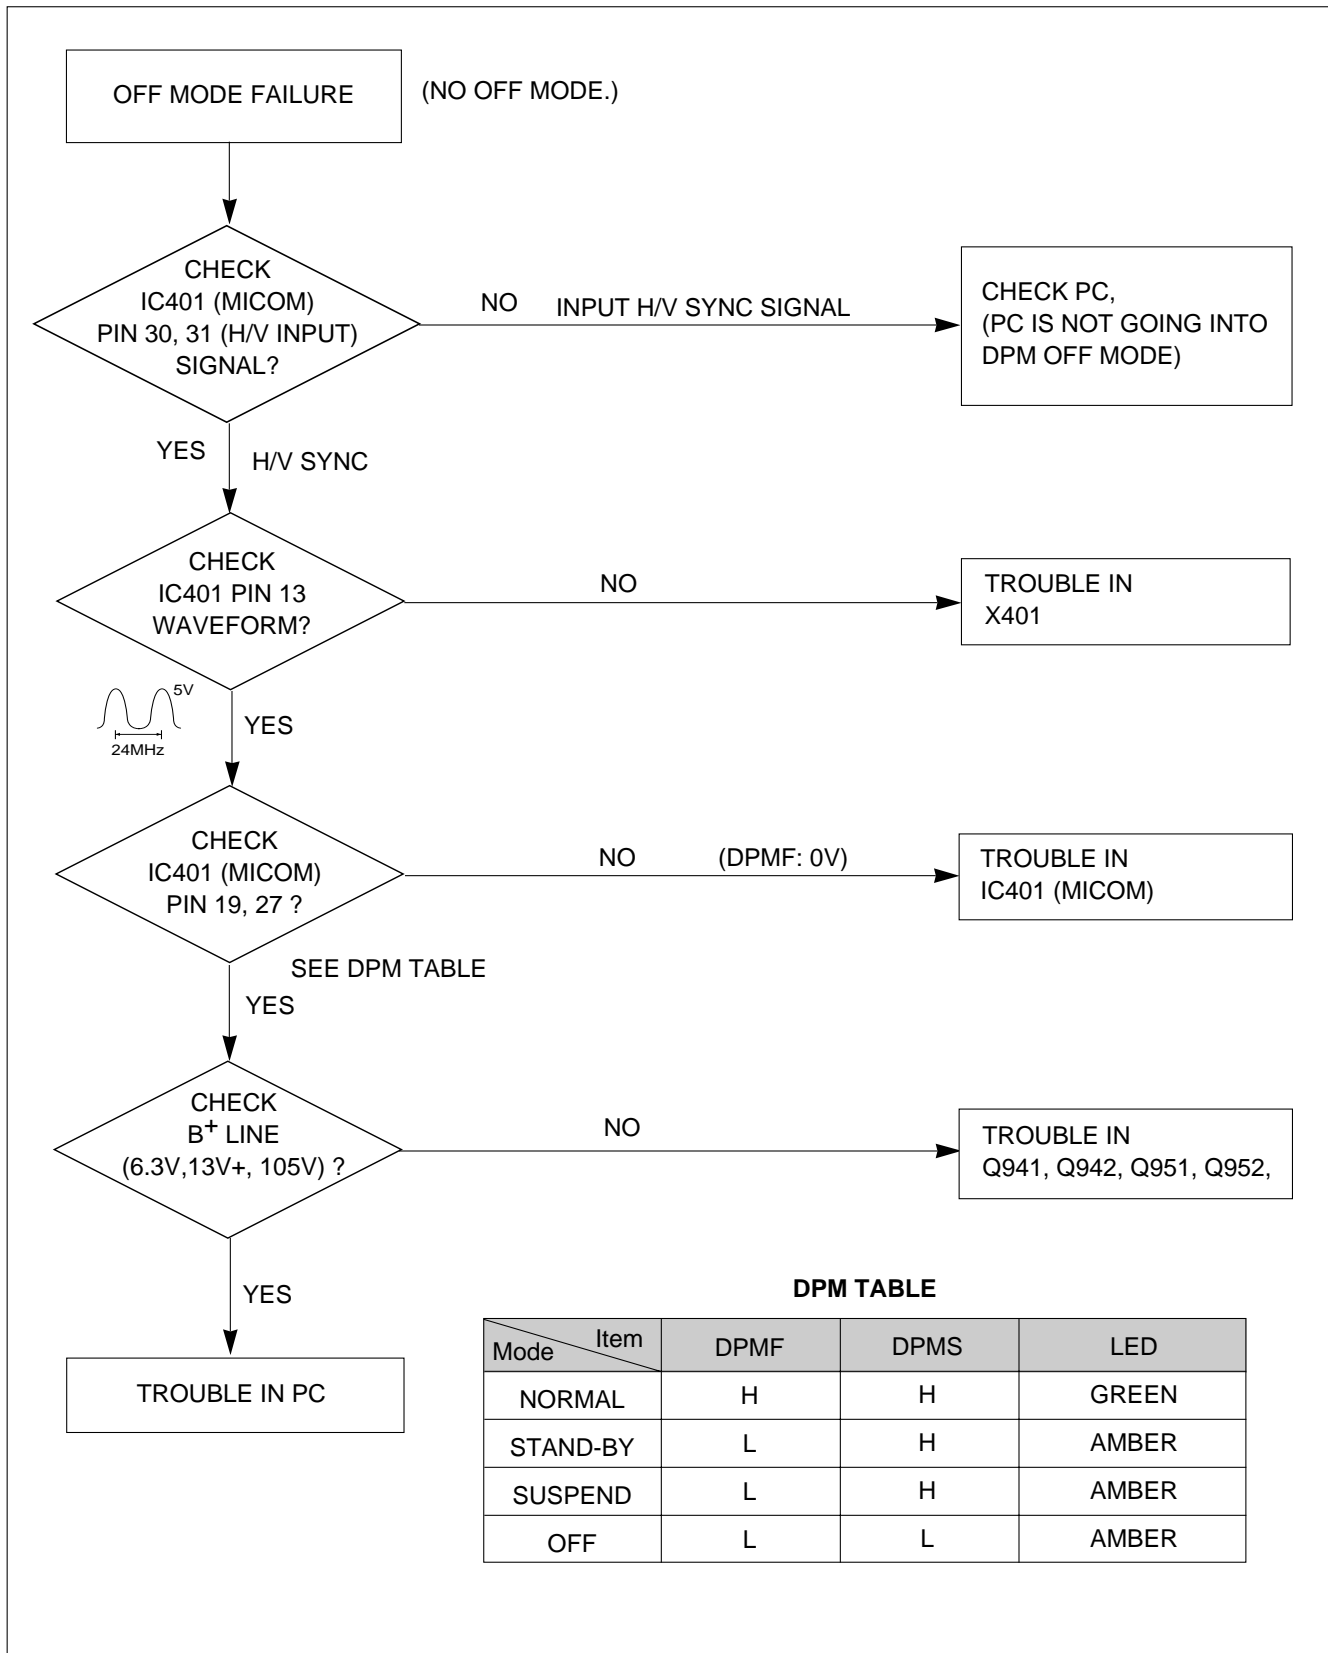 OFF MODE FAILURE
(NO OFF MODE.)
CHECK
IC401 (MICOM)
PIN 30, 31 (H/V INPUT)
SIGNAL?
NO INPUT H/V SYNC SIGNAL
CHECK PC,
(PC IS NOT GOING INTO
DPM OFF MODE)
YES
H/V SYNC
CHECK
IC401 PIN 13
WAVEFORM?
NO
TROUBLE IN
X401
5V
24MHz
YES
CHECK
IC401 (MICOM)
PIN 19, 27 ?
NO (DPMF: 0V)
TROUBLE IN
IC401 (MICOM)
SEE DPM TABLE
YES
CHECK
B+ LINE
(6.3V,13V+, 105V) ?
NO
TROUBLE IN
Q941, Q942, Q951, Q952,
YES
TROUBLE IN PC
DPM TABLE
Mode Item DPMF DPMS LED
NORMAL H H GREEN
STAND-BY L H AMBER
SUSPEND L H AMBER
OFF L L AMBER